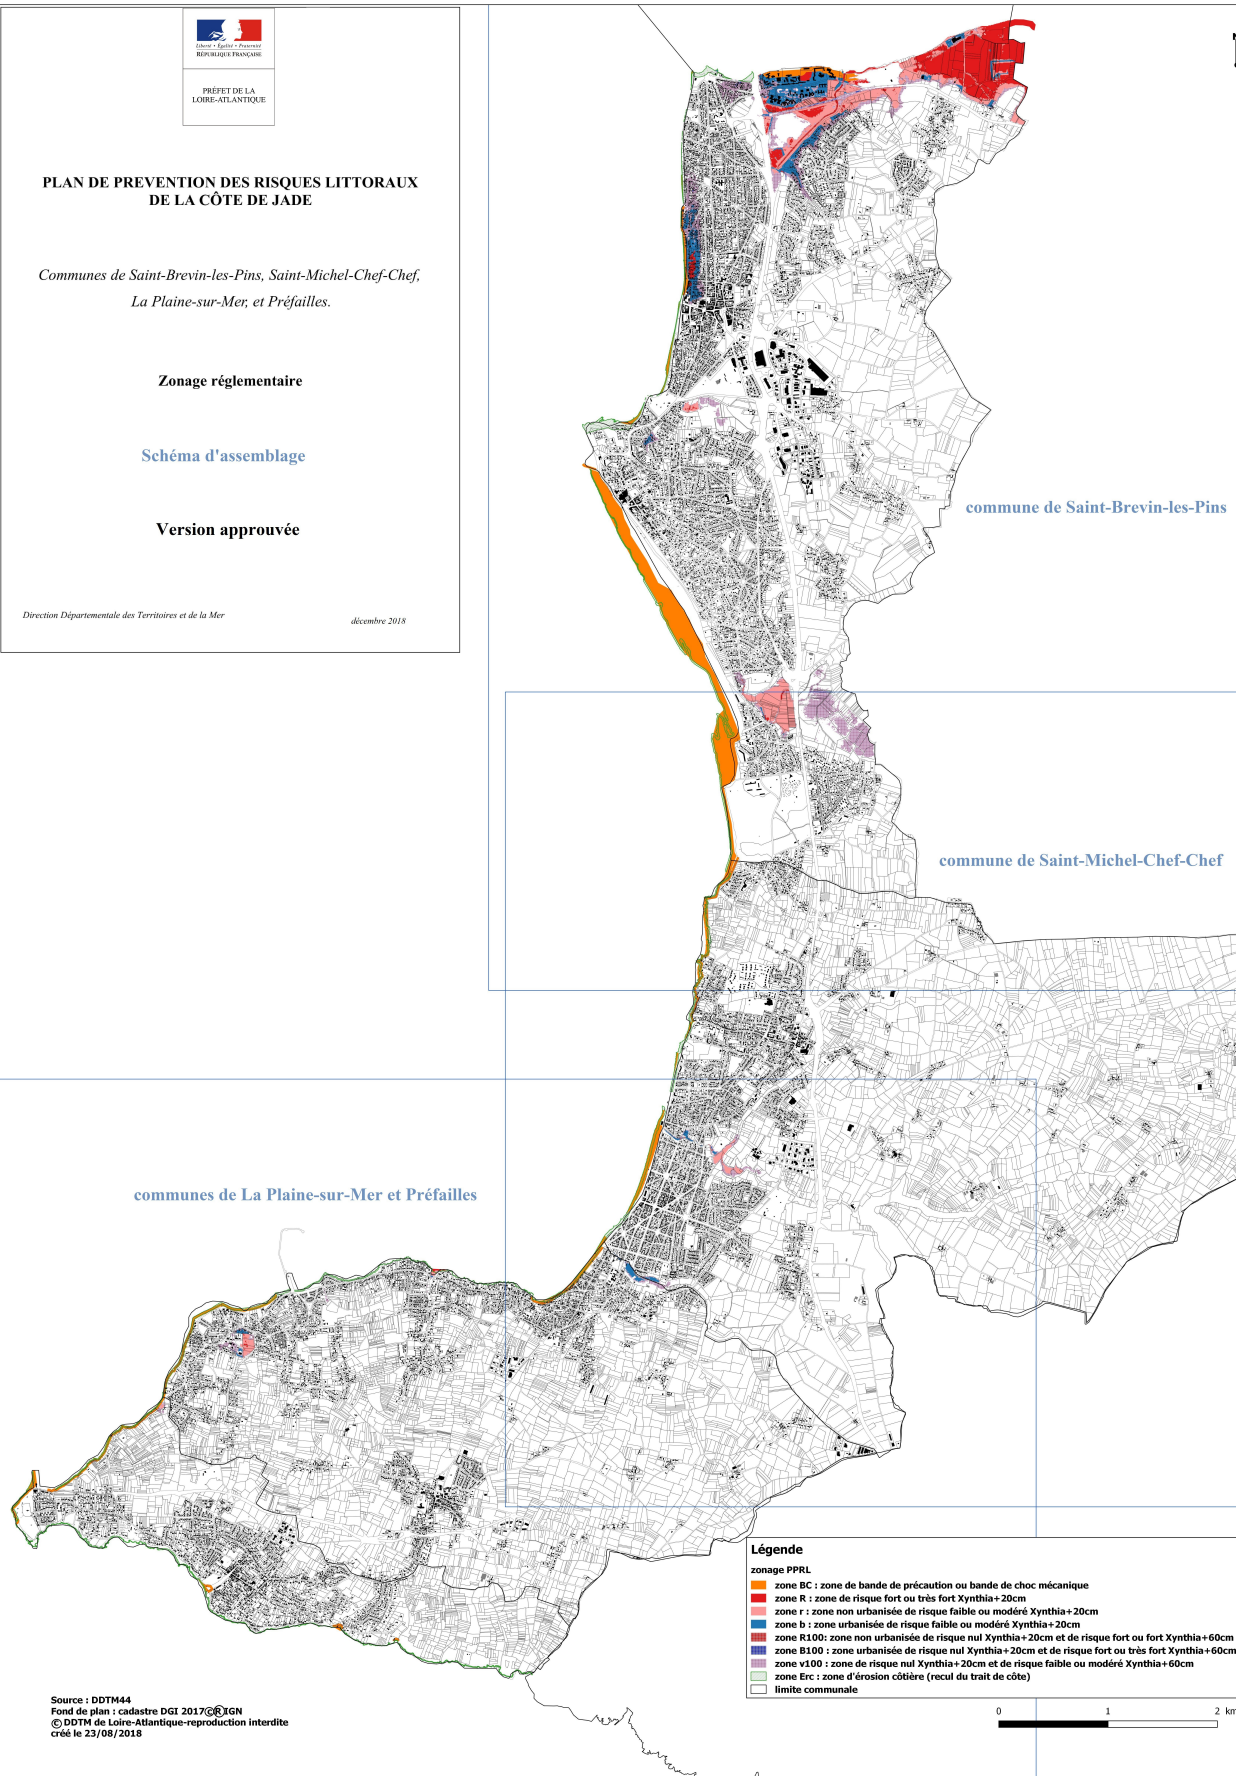 Liberté • Égalité • Fraternité
RÉPUBLIQUE FRANÇAISE
PRÉFET DE LA
LOIRE-ATLANTIQUE
PLAN DE PREVENTION DES RISQUES LITTORAUX
DE LA CÔTE DE JADE
Communes de Saint-Brevin-les-Pins, Saint-Michel-Chef-Chef,
La Plaine-sur-Mer, et Préfailles.
Zonage réglementaire
Schéma d'assemblage
Version approuvée
Direction Départementale des Territoires et de la Mer
décembre 2018
commune de Saint-Brevin-les-Pins
commune de Saint-Michel-Chef-Chef
communes de La Plaine-sur-Mer et Préfailles
Légende
zonage PPRL
zone BC : zone de bande de précaution ou bande de choc mécanique
zone R : zone de risque fort ou très fort Xynthia+20cm
zone r : zone non urbanisée de risque faible ou modéré Xynthia+20cm
zone b : zone urbanisée de risque faible ou modéré Xynthia+20cm
zone R100: zone non urbanisée de risque nul Xynthia+20cm et de risque fort ou fort Xynthia+60cm
zone B100 : zone urbanisée de risque nul Xynthia+20cm et de risque fort ou très fort Xynthia+60cm
zone v100 : zone de risque nul Xynthia+20cm et de risque faible ou modéré Xynthia+60cm
zone Erc : zone d'érosion côtière (recul du trait de côte)
limite communale
Source : DDTM44
Fond de plan : cadastre DGI 2017©®IGN
© DDTM de Loire-Atlantique-reproduction interdite
créé le 23/08/2018
0 1 2 km